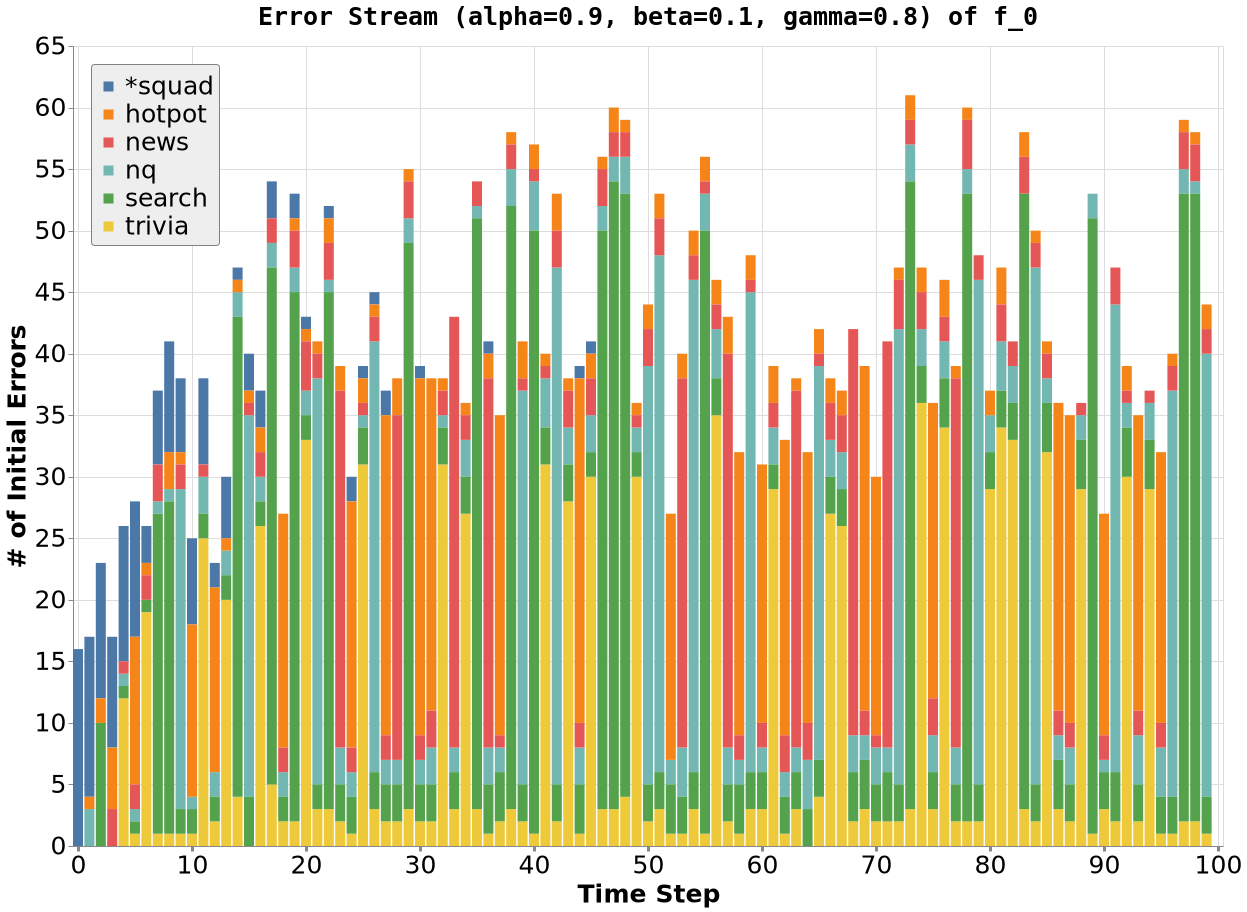 Error Stream (alpha=0.9, beta=0.1, gamma=0.8) of f_0
# of Initial Errors
65
60
55
50
45
40
35
30
25
20
15
10
5
0
*squad
hotpot
news
nq
search
trivia
0 10 20 30 40 50 60 70 80 90 100
Time Step